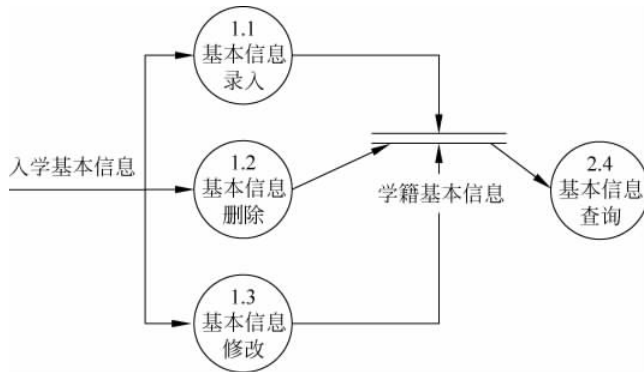 1.1
基本信息
录入
入学基本信息
1.2
基本信息
删除
学籍基本信息
2.4
基本信息
查询
1.3
基本信息
修改